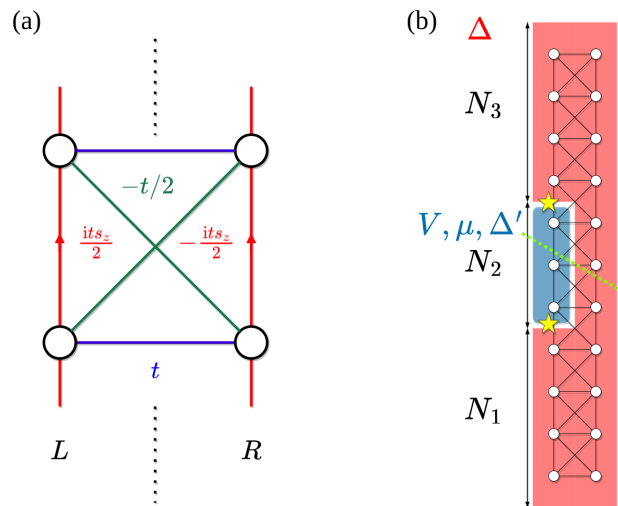 (a)
(b)
Δ
N₃
−t/2
its_z/2
−its_z/2
V, μ, Δ′
N₂
t
N₁
L
R